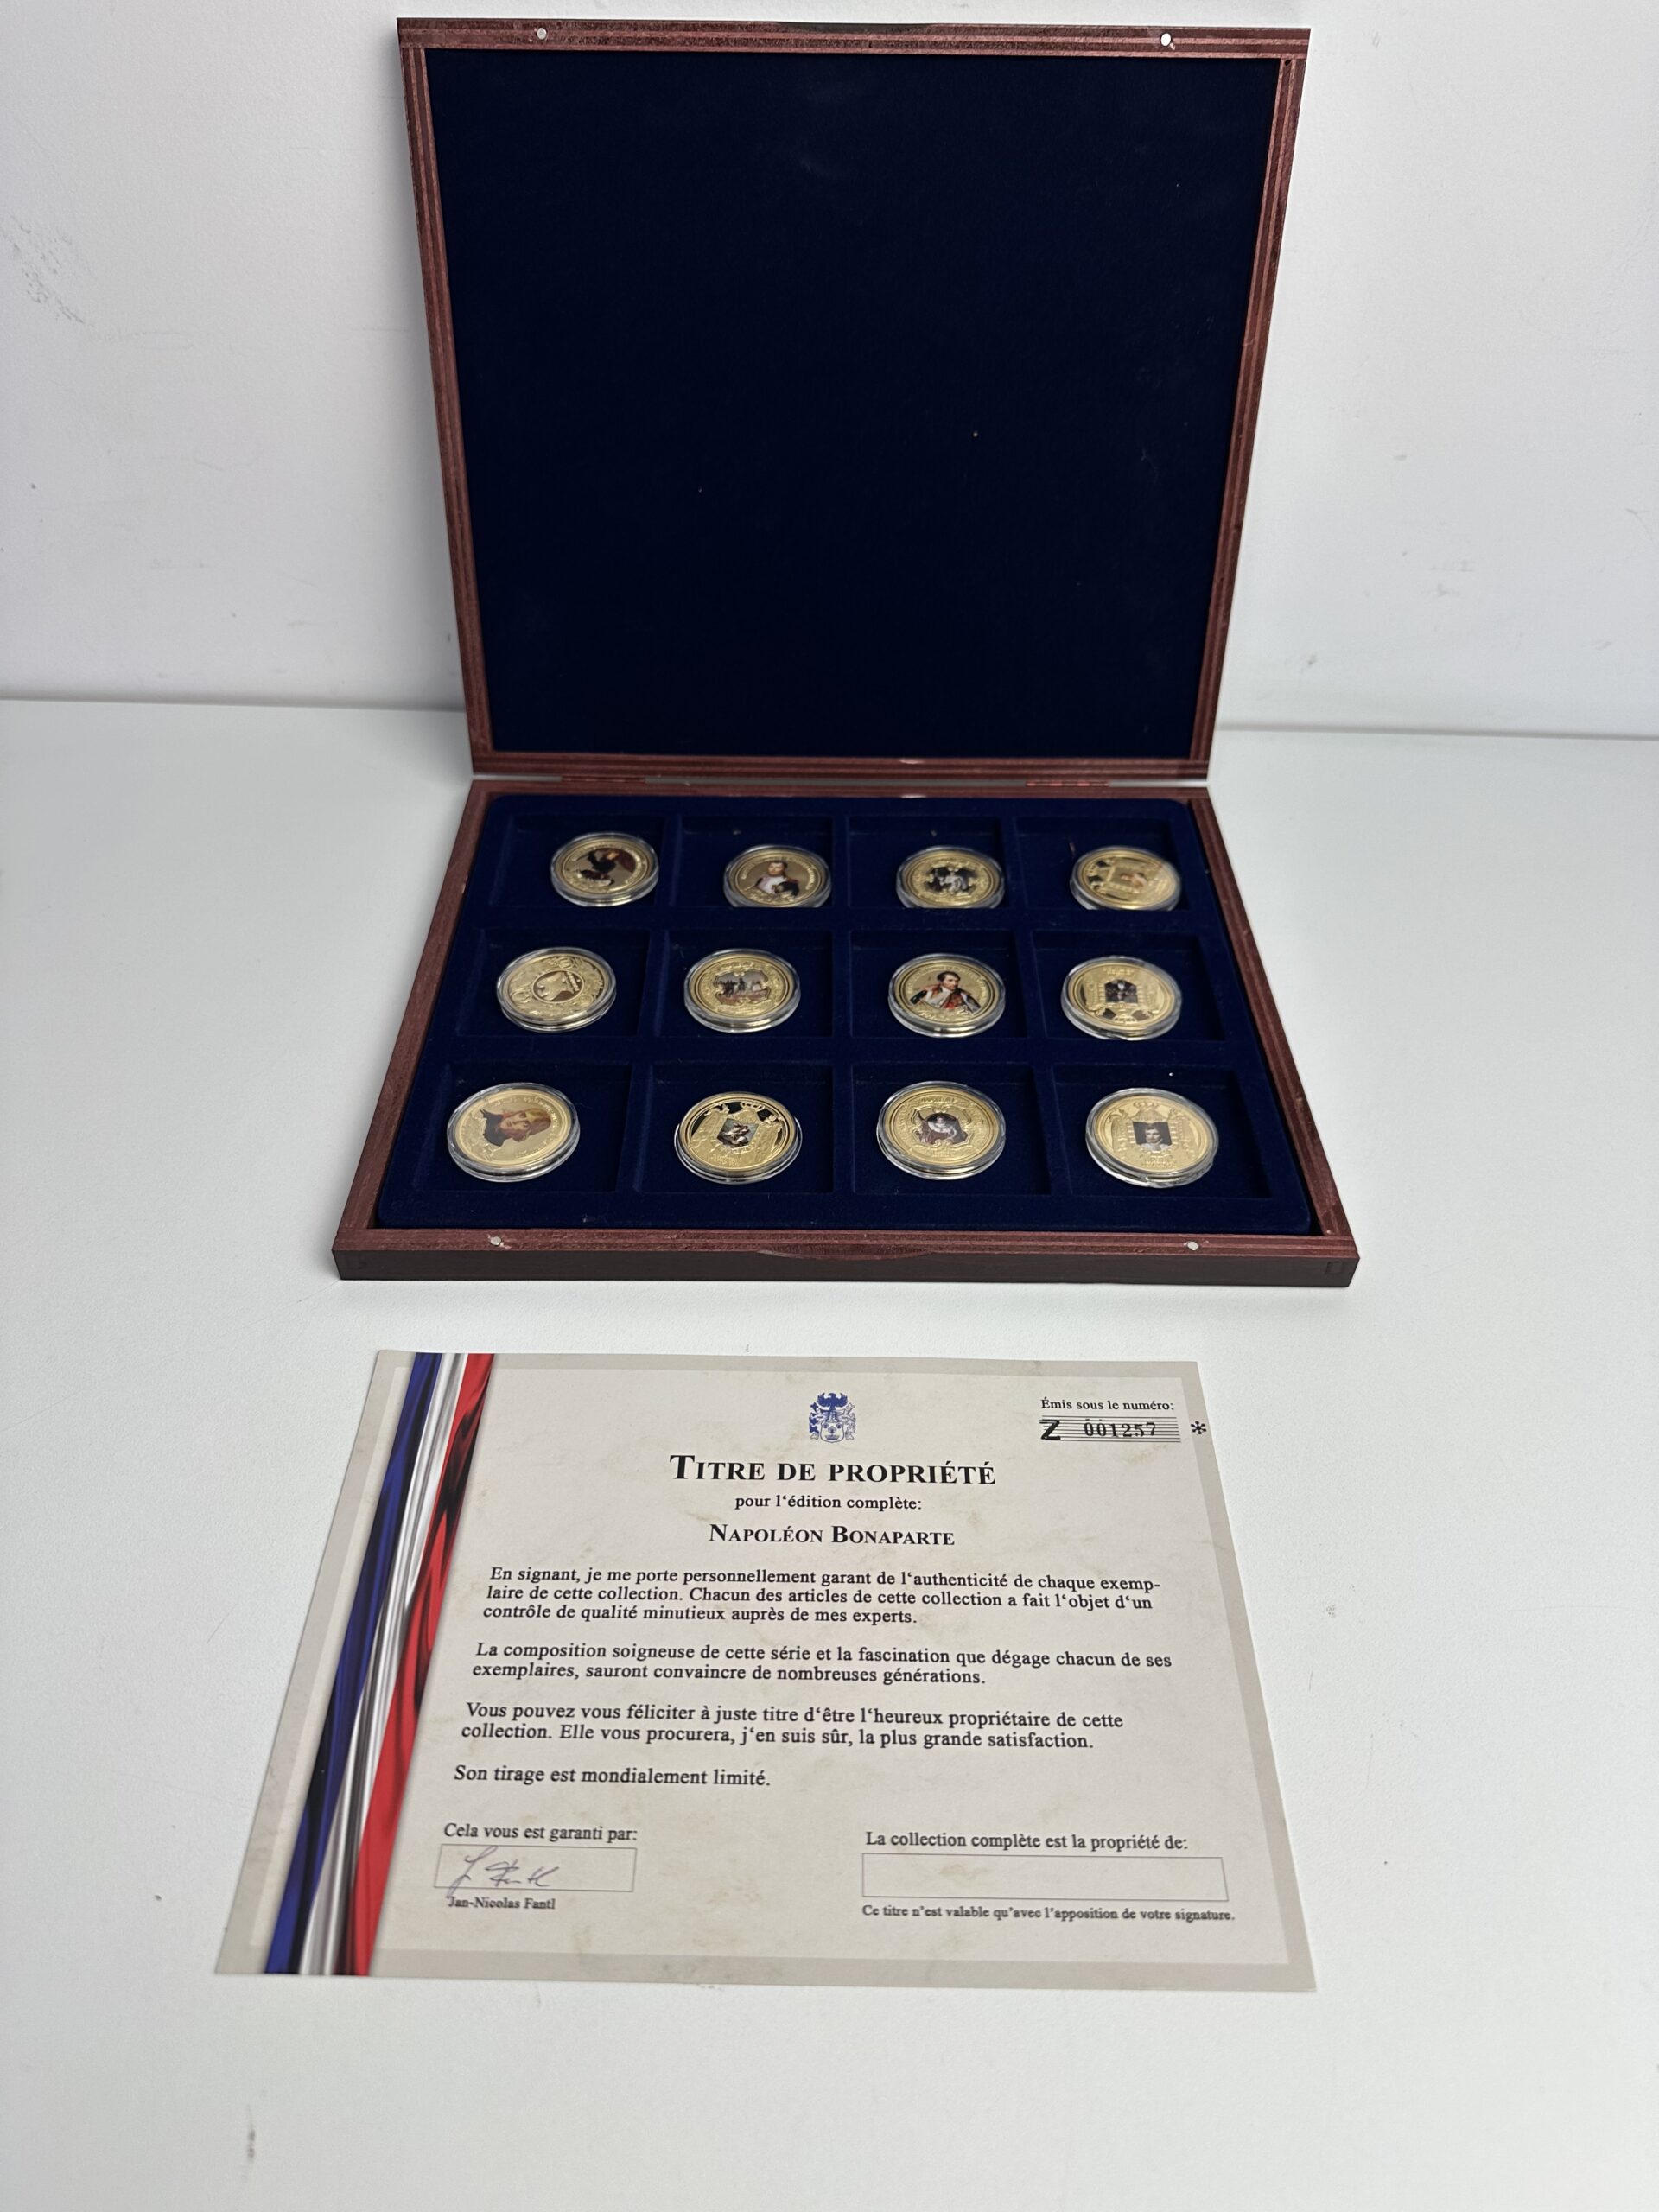 Émis sous le numéro:
Z 001257 *
TITRE DE PROPRIÉTÉ
pour l‘édition complète:
NAPOLÉON BONAPARTE
En signant, je me porte personnellement garant de l‘authenticité de chaque exemp-
laire de cette collection. Chacun des articles de cette collection a fait l‘objet d‘un
contrôle de qualité minutieux auprès de mes experts.
La composition soigneuse de cette série et la fascination que dégage chacun de ses
exemplaires, sauront convaincre de nombreuses générations.
Vous pouvez vous féliciter à juste titre d‘être l‘heureux propriétaire de cette
collection. Elle vous procurera, j‘en suis sûr, la plus grande satisfaction.
Son tirage est mondialement limité.
Cela vous est garanti par:
Jan-Nicolas Fantl
La collection complète est la propriété de:
Ce titre n’est valable qu’avec l’apposition de votre signature.